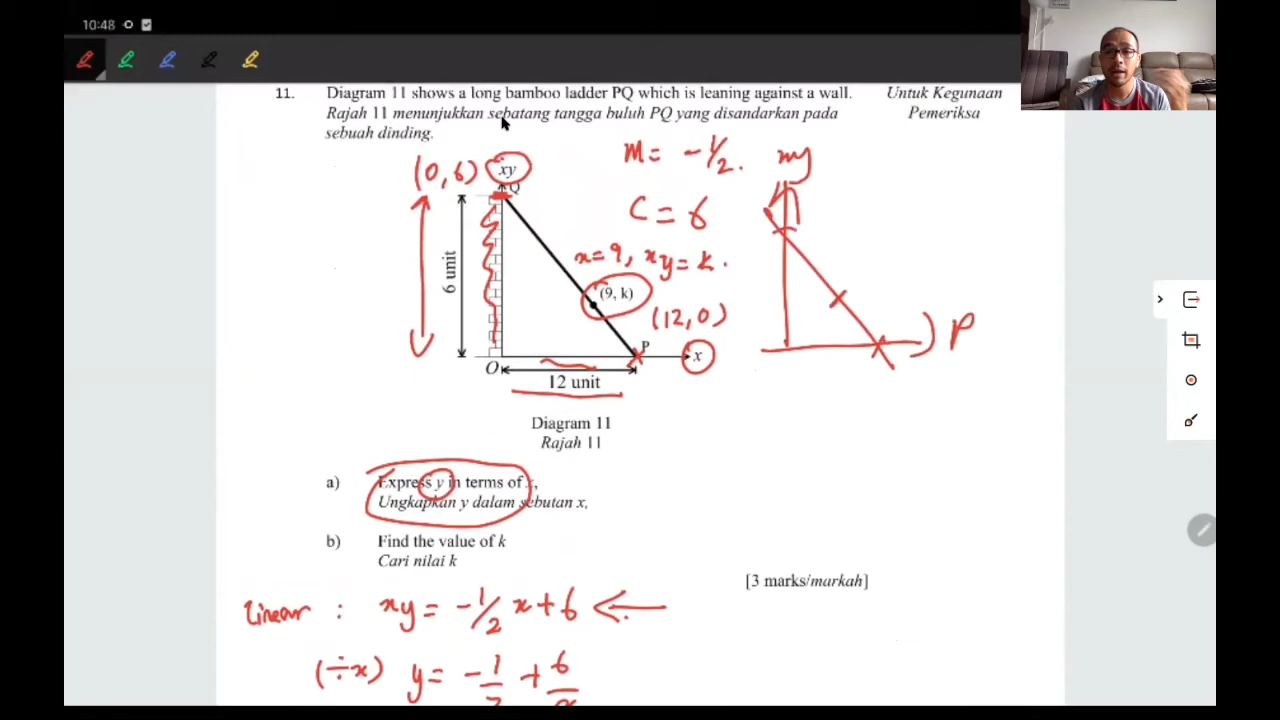 10:48
11. Diagram 11 shows a long bamboo ladder PQ which is leaning against a wall. Untuk Kegunaan
Rajah 11 menunjukkan sebatang tangga buluh PQ yang disandarkan pada Pemeriksa
sebuah dinding.
m = -1/2. xy
(0,6) xy
Q
C = 6
x=9, xy=k.
6 unit
(9, k)
(12,0)
P P
O x
12 unit
Diagram 11
Rajah 11
a) Express y in terms of x,
Ungkapkan y dalam sebutan x,
b) Find the value of k
Cari nilai k
[3 marks/markah]
Linear : xy = -1/2 x + 6
(÷x) y = -1/2 + 6/x